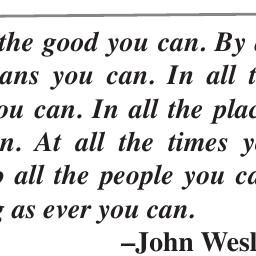 the good you can. By
ans you can. In all
ou can. In all the plac
n. At all the times y
all the people you ca
g as ever you can.
–John Wesl